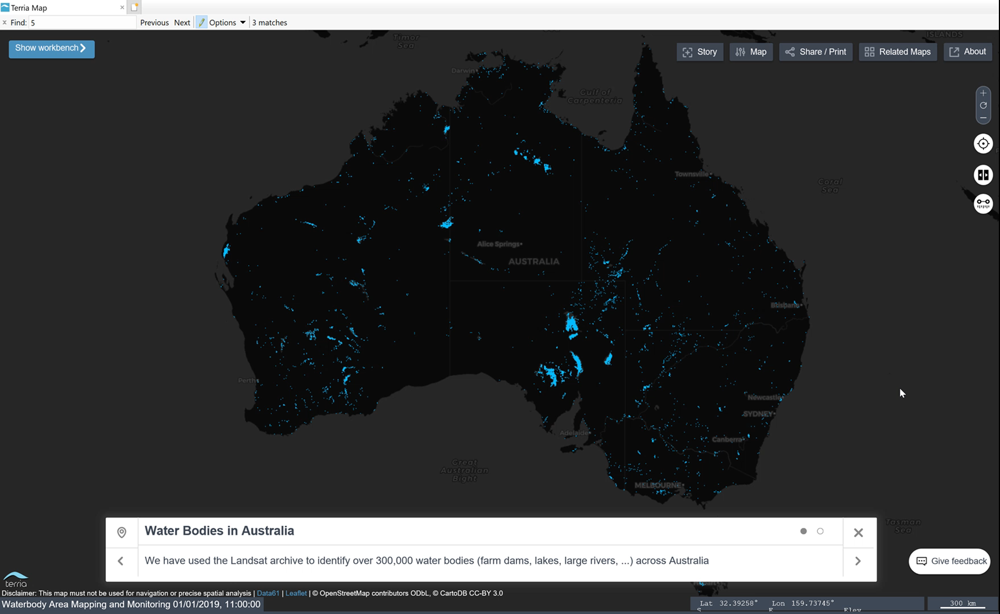 Terria Map
Find: 5 Previous Next Options 3 matches
Show workbench
Story Map Share / Print Related Maps About
Timor
Sea
ISLANDS
Darwin
Gulf of
Carpenteria
Townsville
Coral
Sea
Alice Springs
AUSTRALIA
Brisbane
Perth
Newcastle
SYDNEY
Adelaide
Canberra
Great
Australian
Bight
MELBOURNE
Tasman
Sea
Water Bodies in Australia
We have used the Landsat archive to identify over 300,000 water bodies (farm dams, lakes, large rivers, ...) across Australia
Give feedback
terria
Disclaimer: This map must not be used for navigation or precise spatial analysis | Data61 | Leaflet | © OpenStreetMap contributors ODbL, © CartoDB CC-BY 3.0
Waterbody Area Mapping and Monitoring 01/01/2019, 11:00:00
Lat 32.39258° Lon 159.73745°
S E Elev
300 km